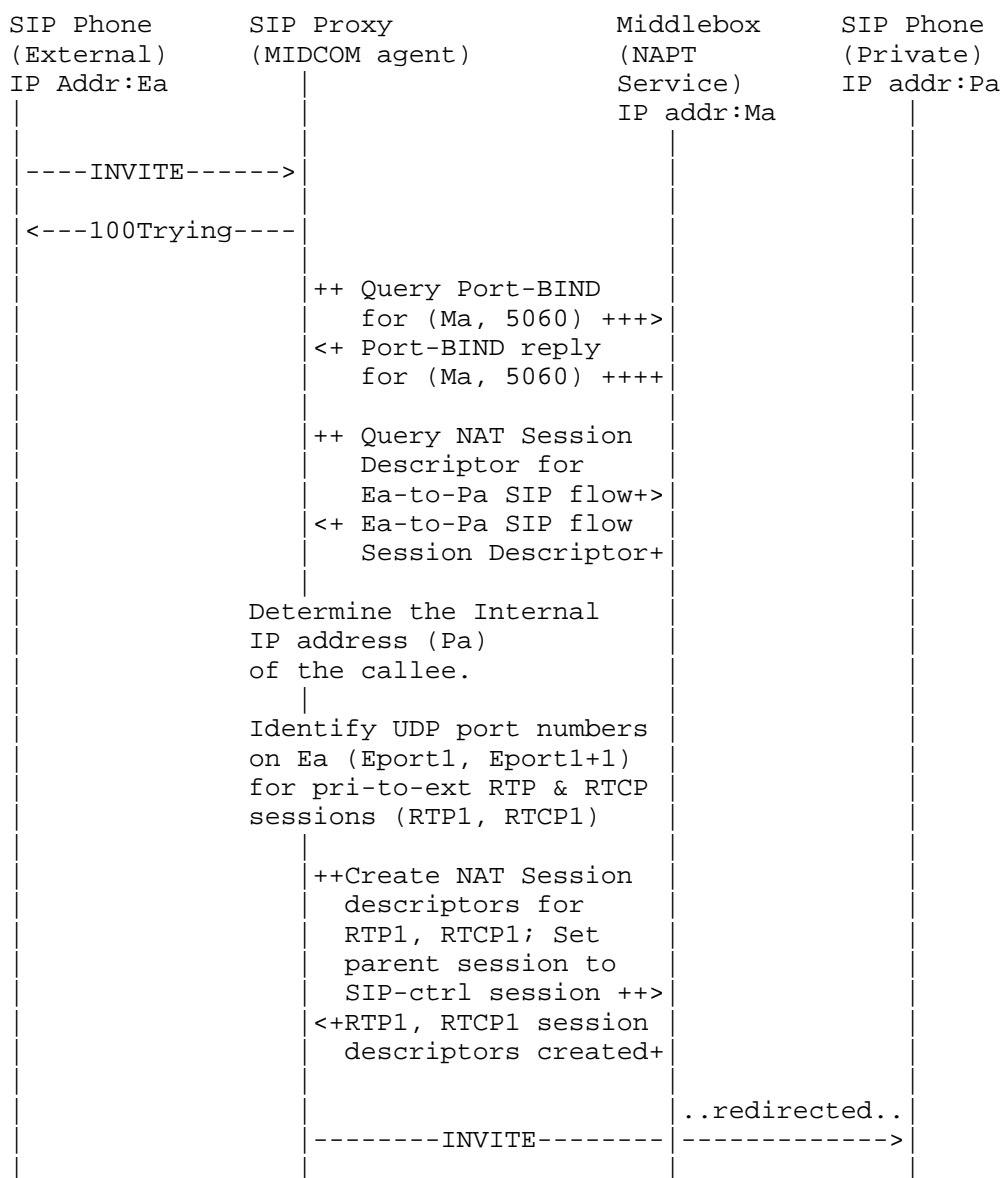 SIP Phone SIP Proxy Middlebox SIP Phone
(External) (MIDCOM agent) (NAPT (Private)
IP Addr:Ea Service) IP addr:Pa
IP addr:Ma
----INVITE------>
<---100Trying----
++ Query Port-BIND
for (Ma, 5060) +++>
<+ Port-BIND reply
for (Ma, 5060) ++++
++ Query NAT Session
Descriptor for
Ea-to-Pa SIP flow+>
<+ Ea-to-Pa SIP flow
Session Descriptor+
Determine the Internal
IP address (Pa)
of the callee.
Identify UDP port numbers
on Ea (Eport1, Eport1+1)
for pri-to-ext RTP & RTCP
sessions (RTP1, RTCP1)
++Create NAT Session
descriptors for
RTP1, RTCP1; Set
parent session to
SIP-ctrl session ++>
<+RTP1, RTCP1 session
descriptors created+
..redirected..
--------INVITE--------|------------->